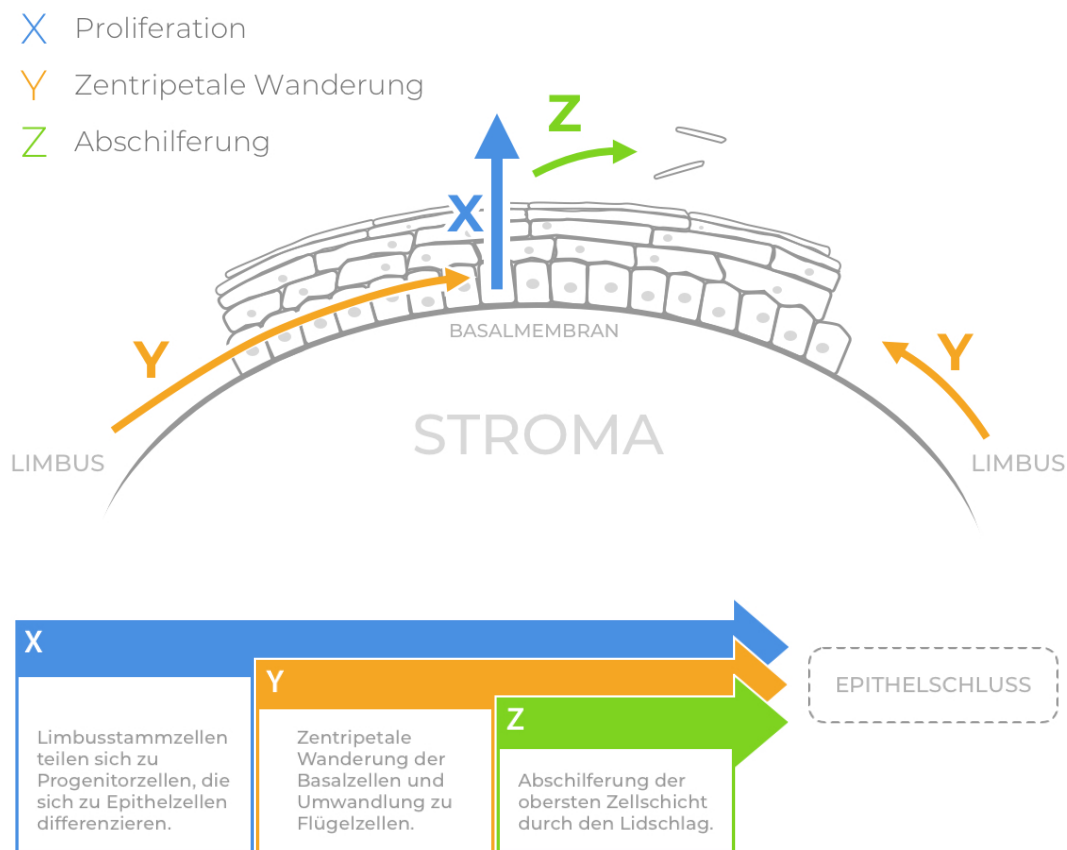 X Proliferation
Y Zentripetale Wanderung
Z Abschilferung
Z
X
Y
Y
BASALMEMBRAN
STROMA
LIMBUS
LIMBUS
X
Limbusstammzellen
teilen sich zu
Progenitorzellen, die
sich zu Epithelzellen
differenzieren.
Y
Zentripetale
Wanderung der
Basalzellen und
Umwandlung zu
Flügelzellen.
Z
Abschilferung der
obersten Zellschicht
durch den Lidschlag.
EPITHELSCHLUSS